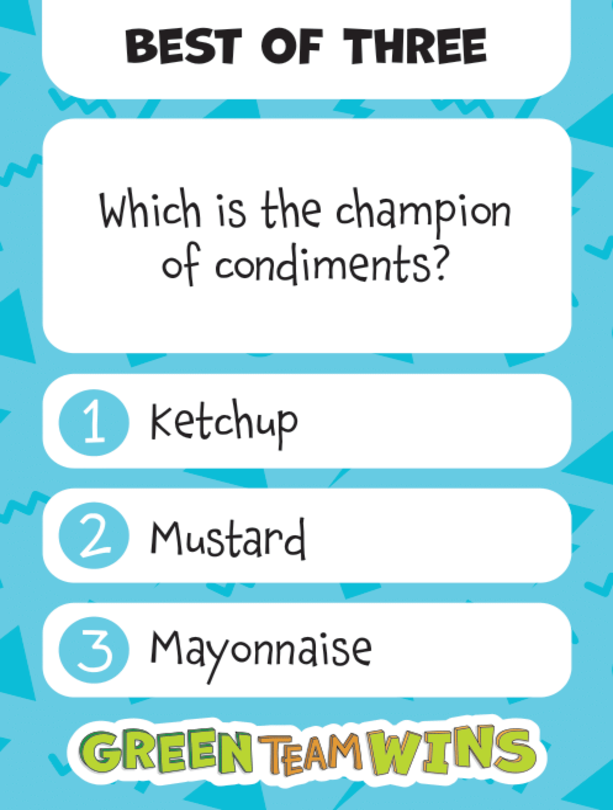 BEST OF THREE
Which is the champion
of condiments?
1 Ketchup
2 Mustard
3 Mayonnaise
GREEN TEAM WINS